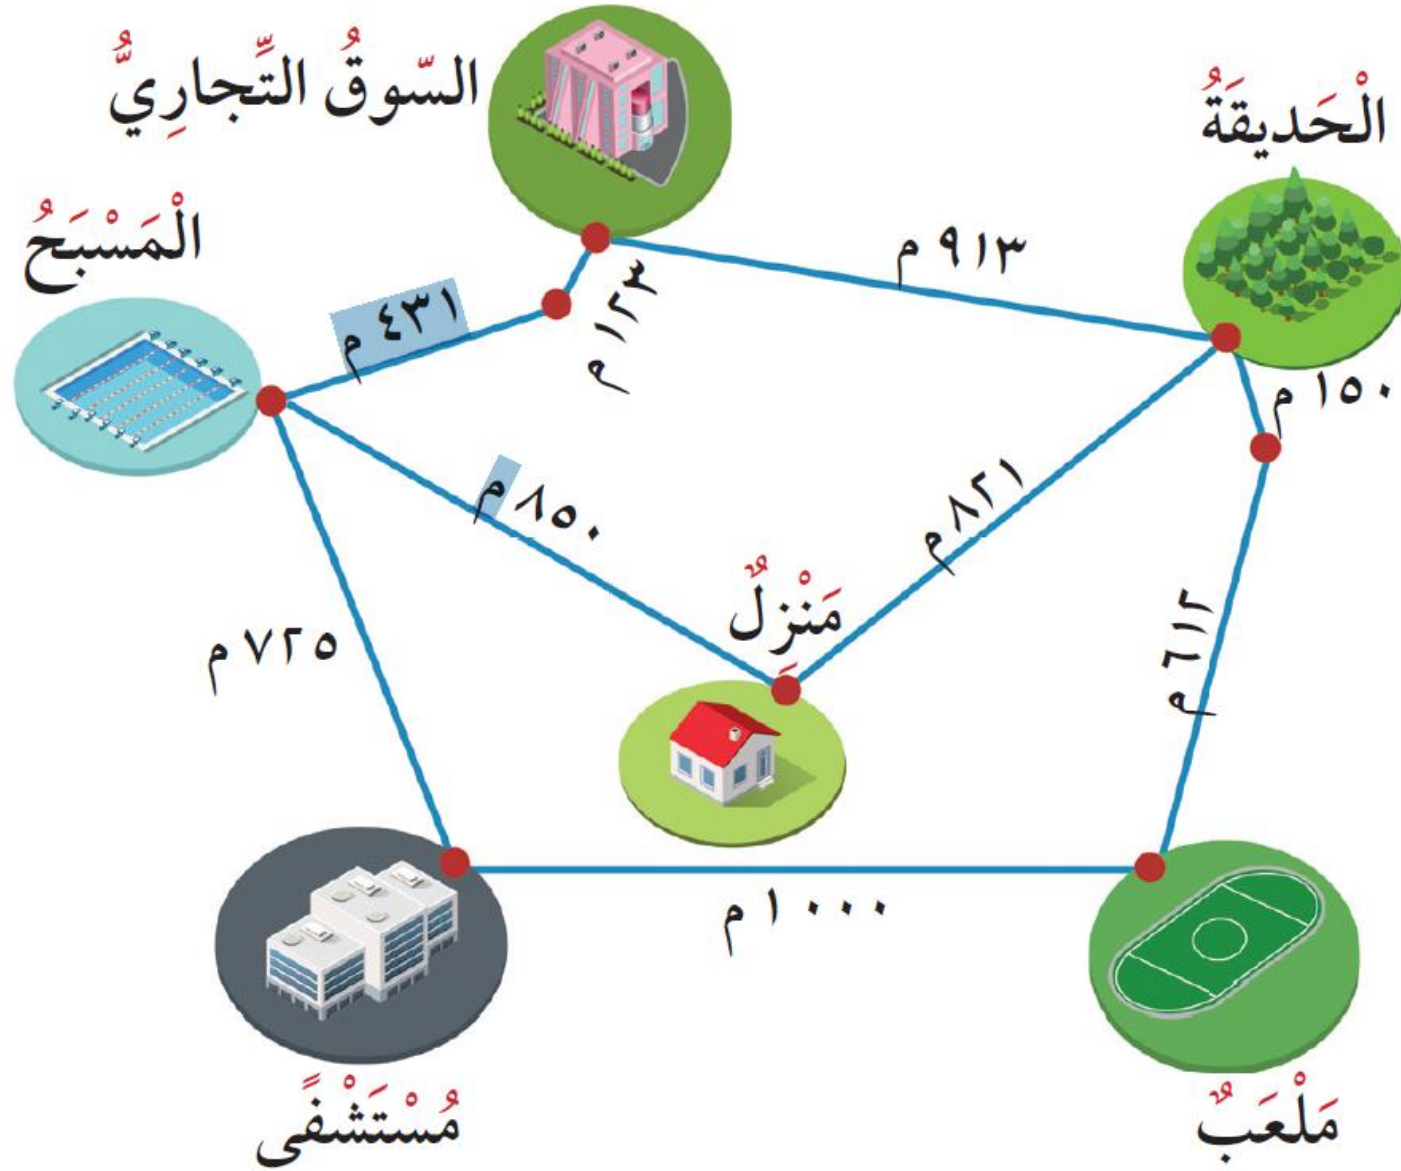 السّوقُ التِّجارِيُّ
الْحَديقَةُ
الْمَسْبَحُ
٩١٣ م
١٢٣ م
٤٣١ م
١٥٠ م
٨٥٠ م
٨٢١ م
مَنْزِلٌ
٦١٢ م
٧٢٥ م
١٠٠٠ م
مُسْتَشْفًى
مَلْعَبٌ